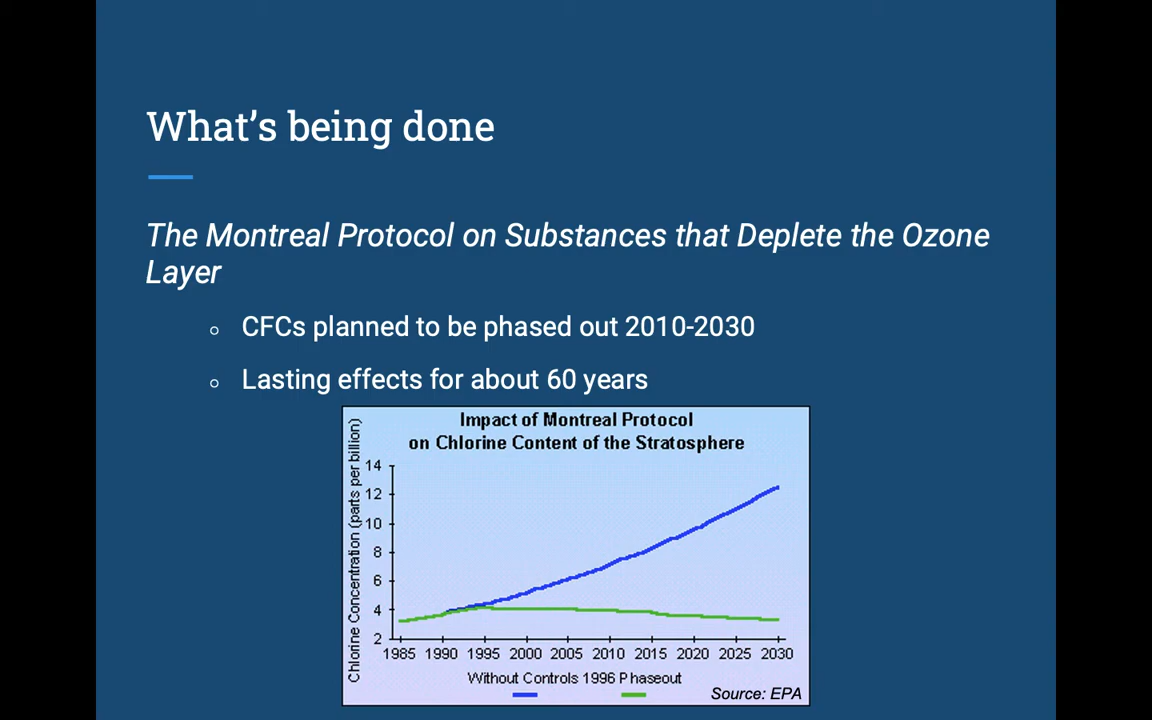 What's being done
The Montreal Protocol on Substances that Deplete the Ozone
Layer
CFCs planned to be phased out 2010-2030
Lasting effects for about 60 years
Impact of Montreal Protocol
on Chlorine Content of the Stratosphere
Chlorine Concentration (parts per billion)
14
12
10
8
6
4
2
1985 1990 1995 2000 2005 2010 2015 2020 2025 2030
Without Controls 1996 Phaseout
Source: EPA